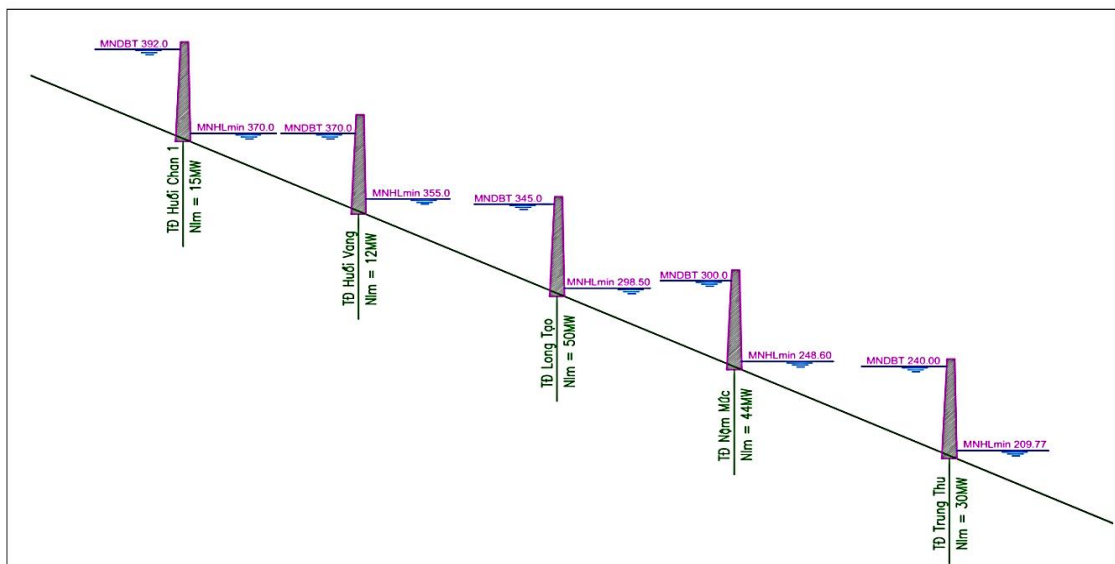 MNDBT 392.0
MNHLmin 370.0
TĐ Huổi Chan 1
Nlm = 15MW
MNDBT 370.0
MNHLmin 355.0
TĐ Huổi Vang
Nlm = 12MW
MNDBT 345.0
MNHLmin 298.50
TĐ Long Tạo
Nlm = 50MW
MNDBT 300.0
MNHLmin 248.60
TĐ Nậm Mức
Nlm = 44MW
MNDBT 240.00
MNHLmin 209.77
TĐ Trung Thu
Nlm = 30MW